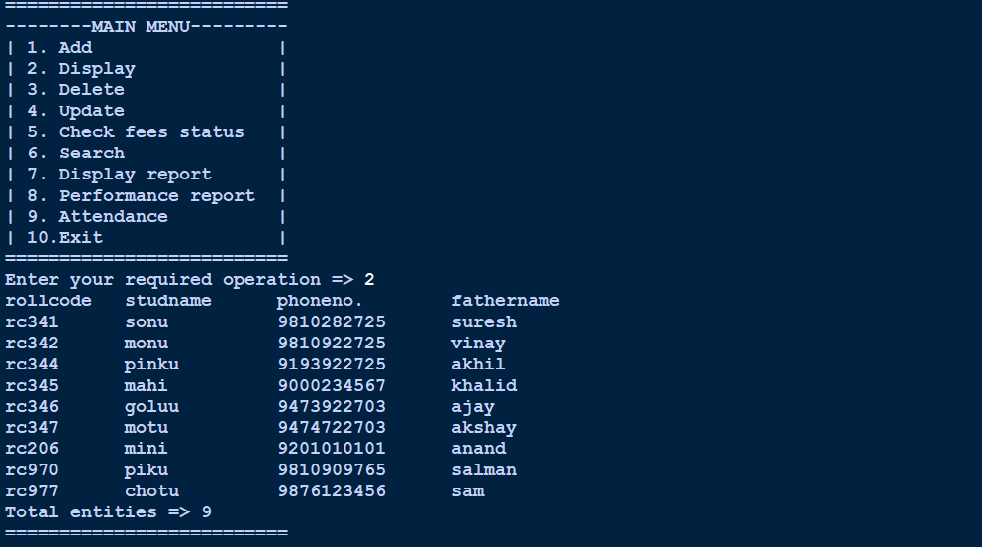 ===========================
--------MAIN MENU---------
| 1. Add                 |
| 2. Display             |
| 3. Delete              |
| 4. Update              |
| 5. Check fees status   |
| 6. Search              |
| 7. Display report      |
| 8. Performance report  |
| 9. Attendance          |
| 10.Exit                |
==========================
Enter your required operation => 2
rollcode   studname      phoneno.        fathername
rc341      sonu          9810282725      suresh
rc342      monu          9810922725      vinay
rc344      pinku         9193922725      akhil
rc345      mahi          9000234567      khalid
rc346      goluu         9473922703      ajay
rc347      motu          9474722703      akshay
rc206      mini          9201010101      anand
rc970      piku          9810909765      salman
rc977      chotu         9876123456      sam
Total entities => 9
==========================